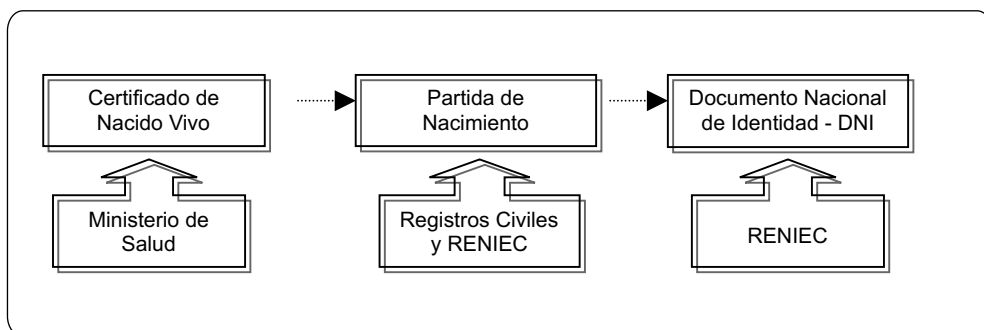 Certificado de
Nacido Vivo
Partida de
Nacimiento
Documento Nacional
de Identidad - DNI
Ministerio de
Salud
Registros Civiles
y RENIEC
RENIEC